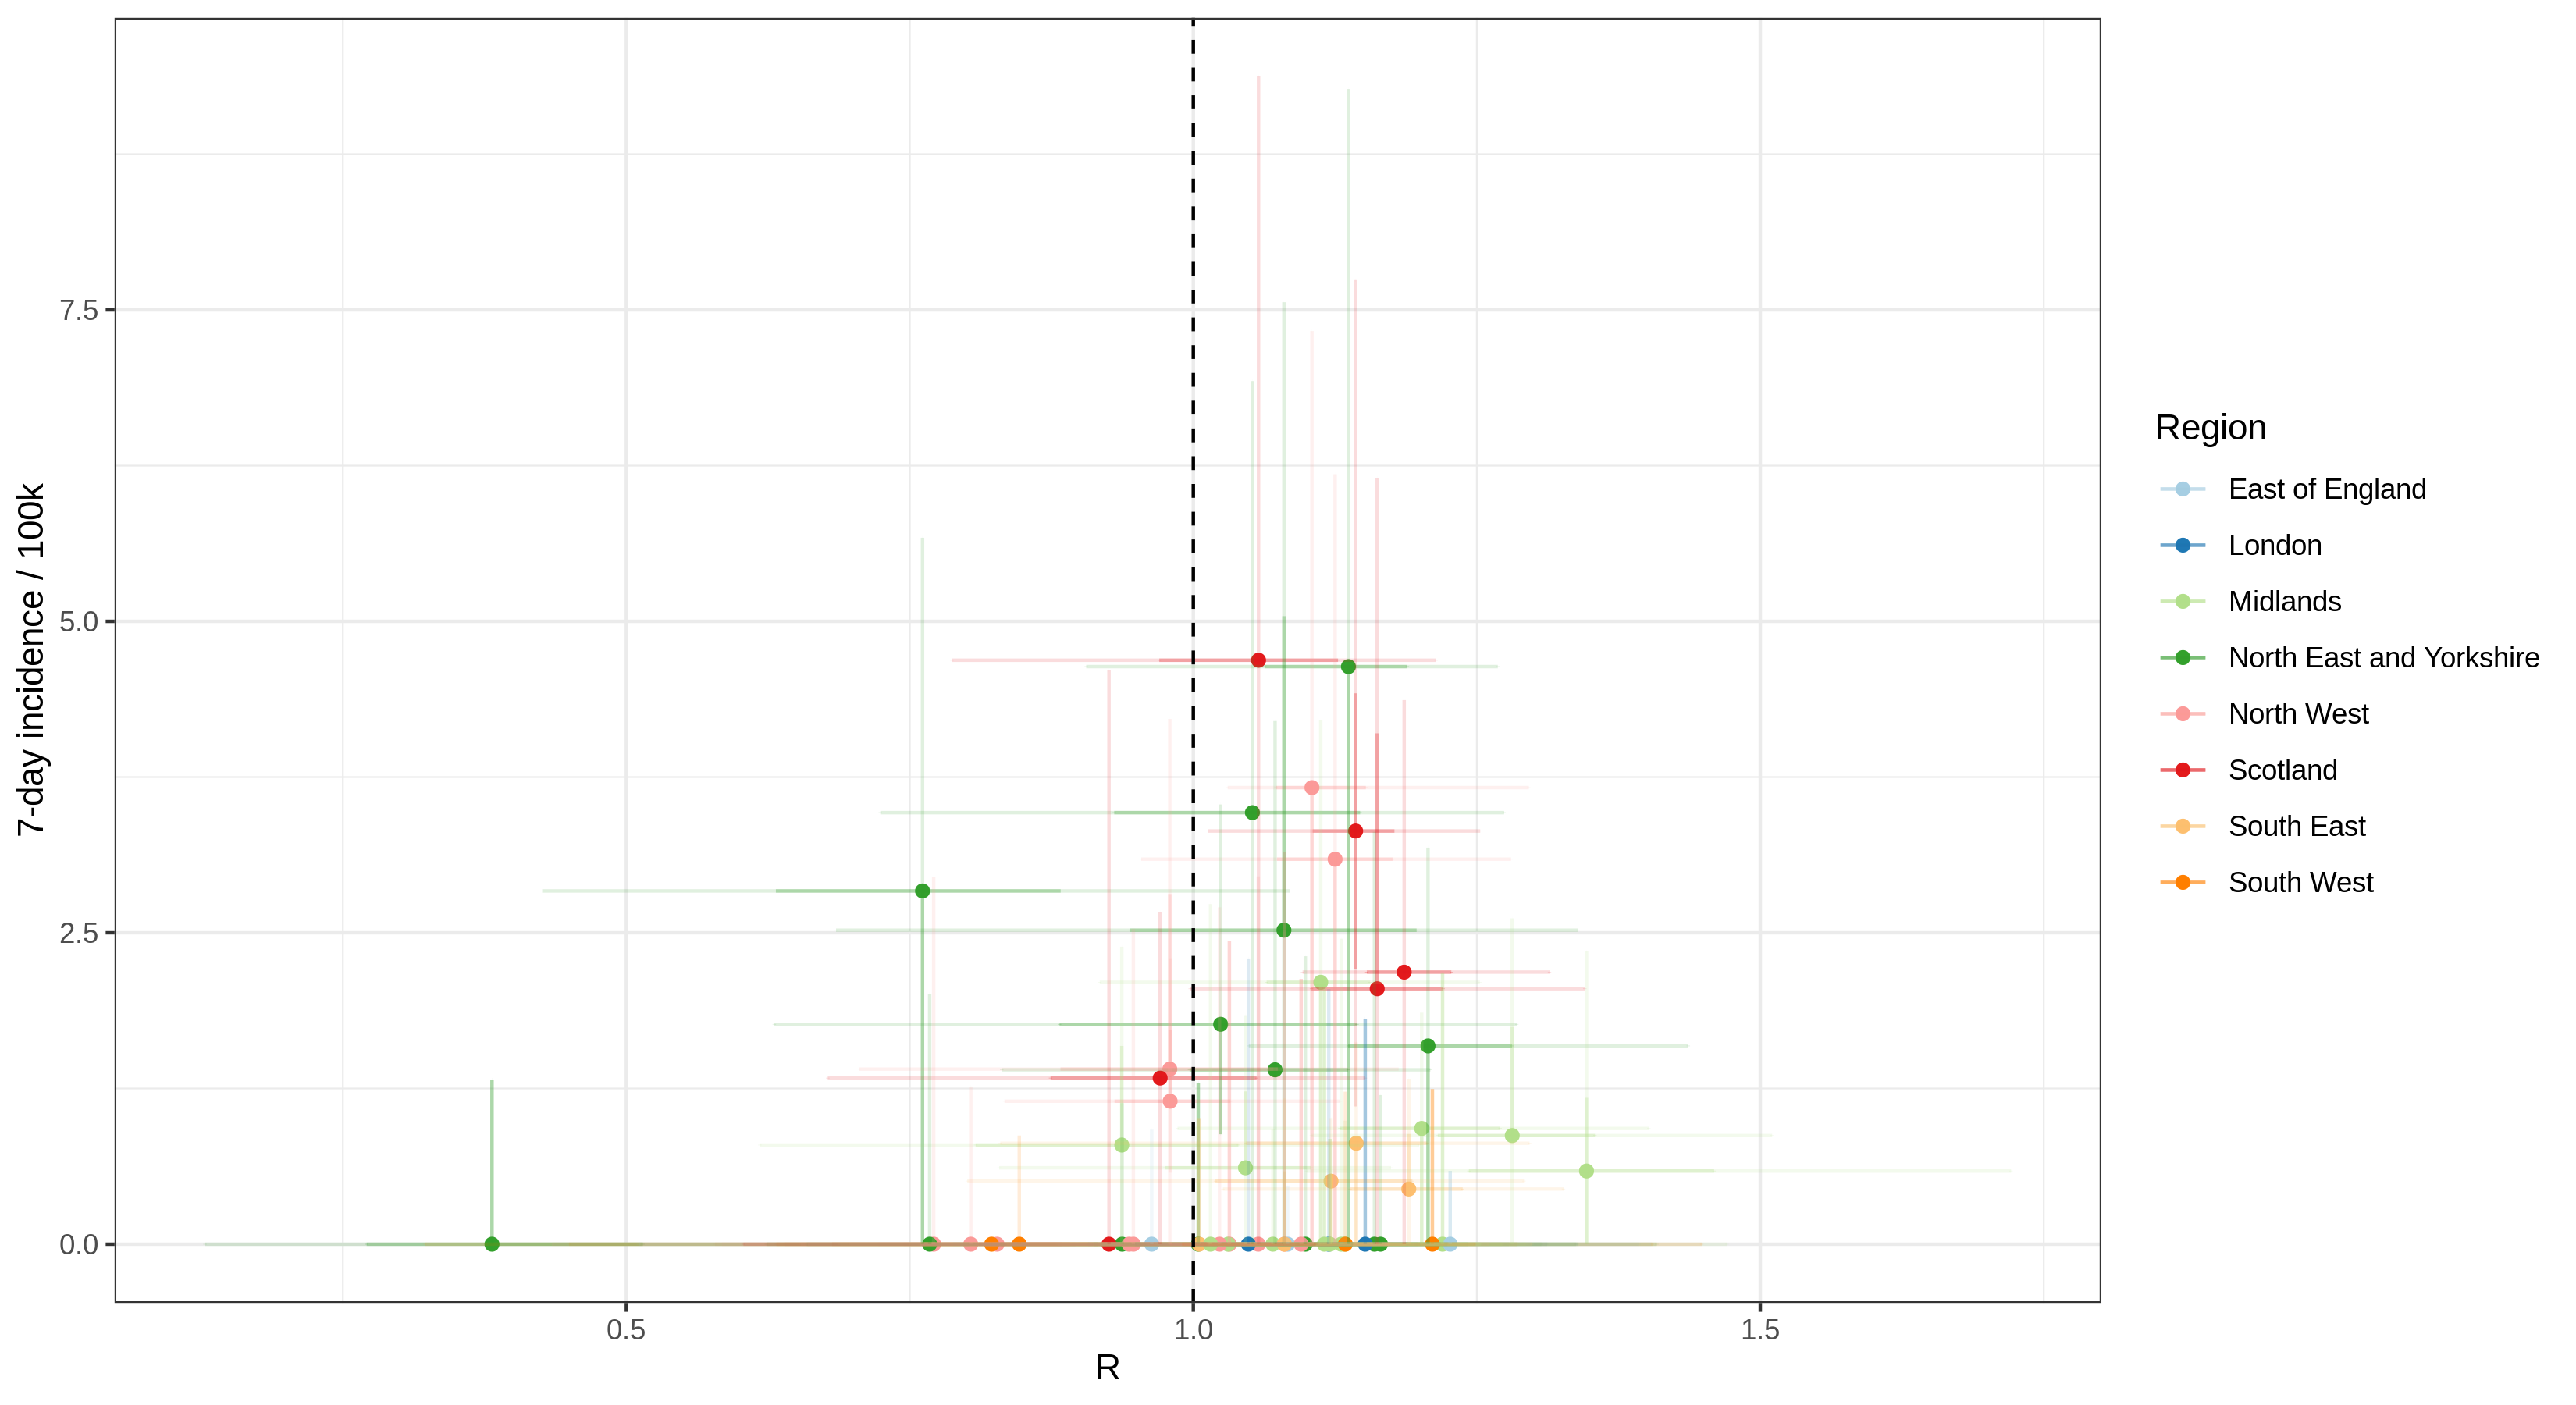 7.5
5.0
2.5
0.0
7-day incidence / 100k
0.5
1.0
1.5
R
Region
East of England
London
Midlands
North East and Yorkshire
North West
Scotland
South East
South West